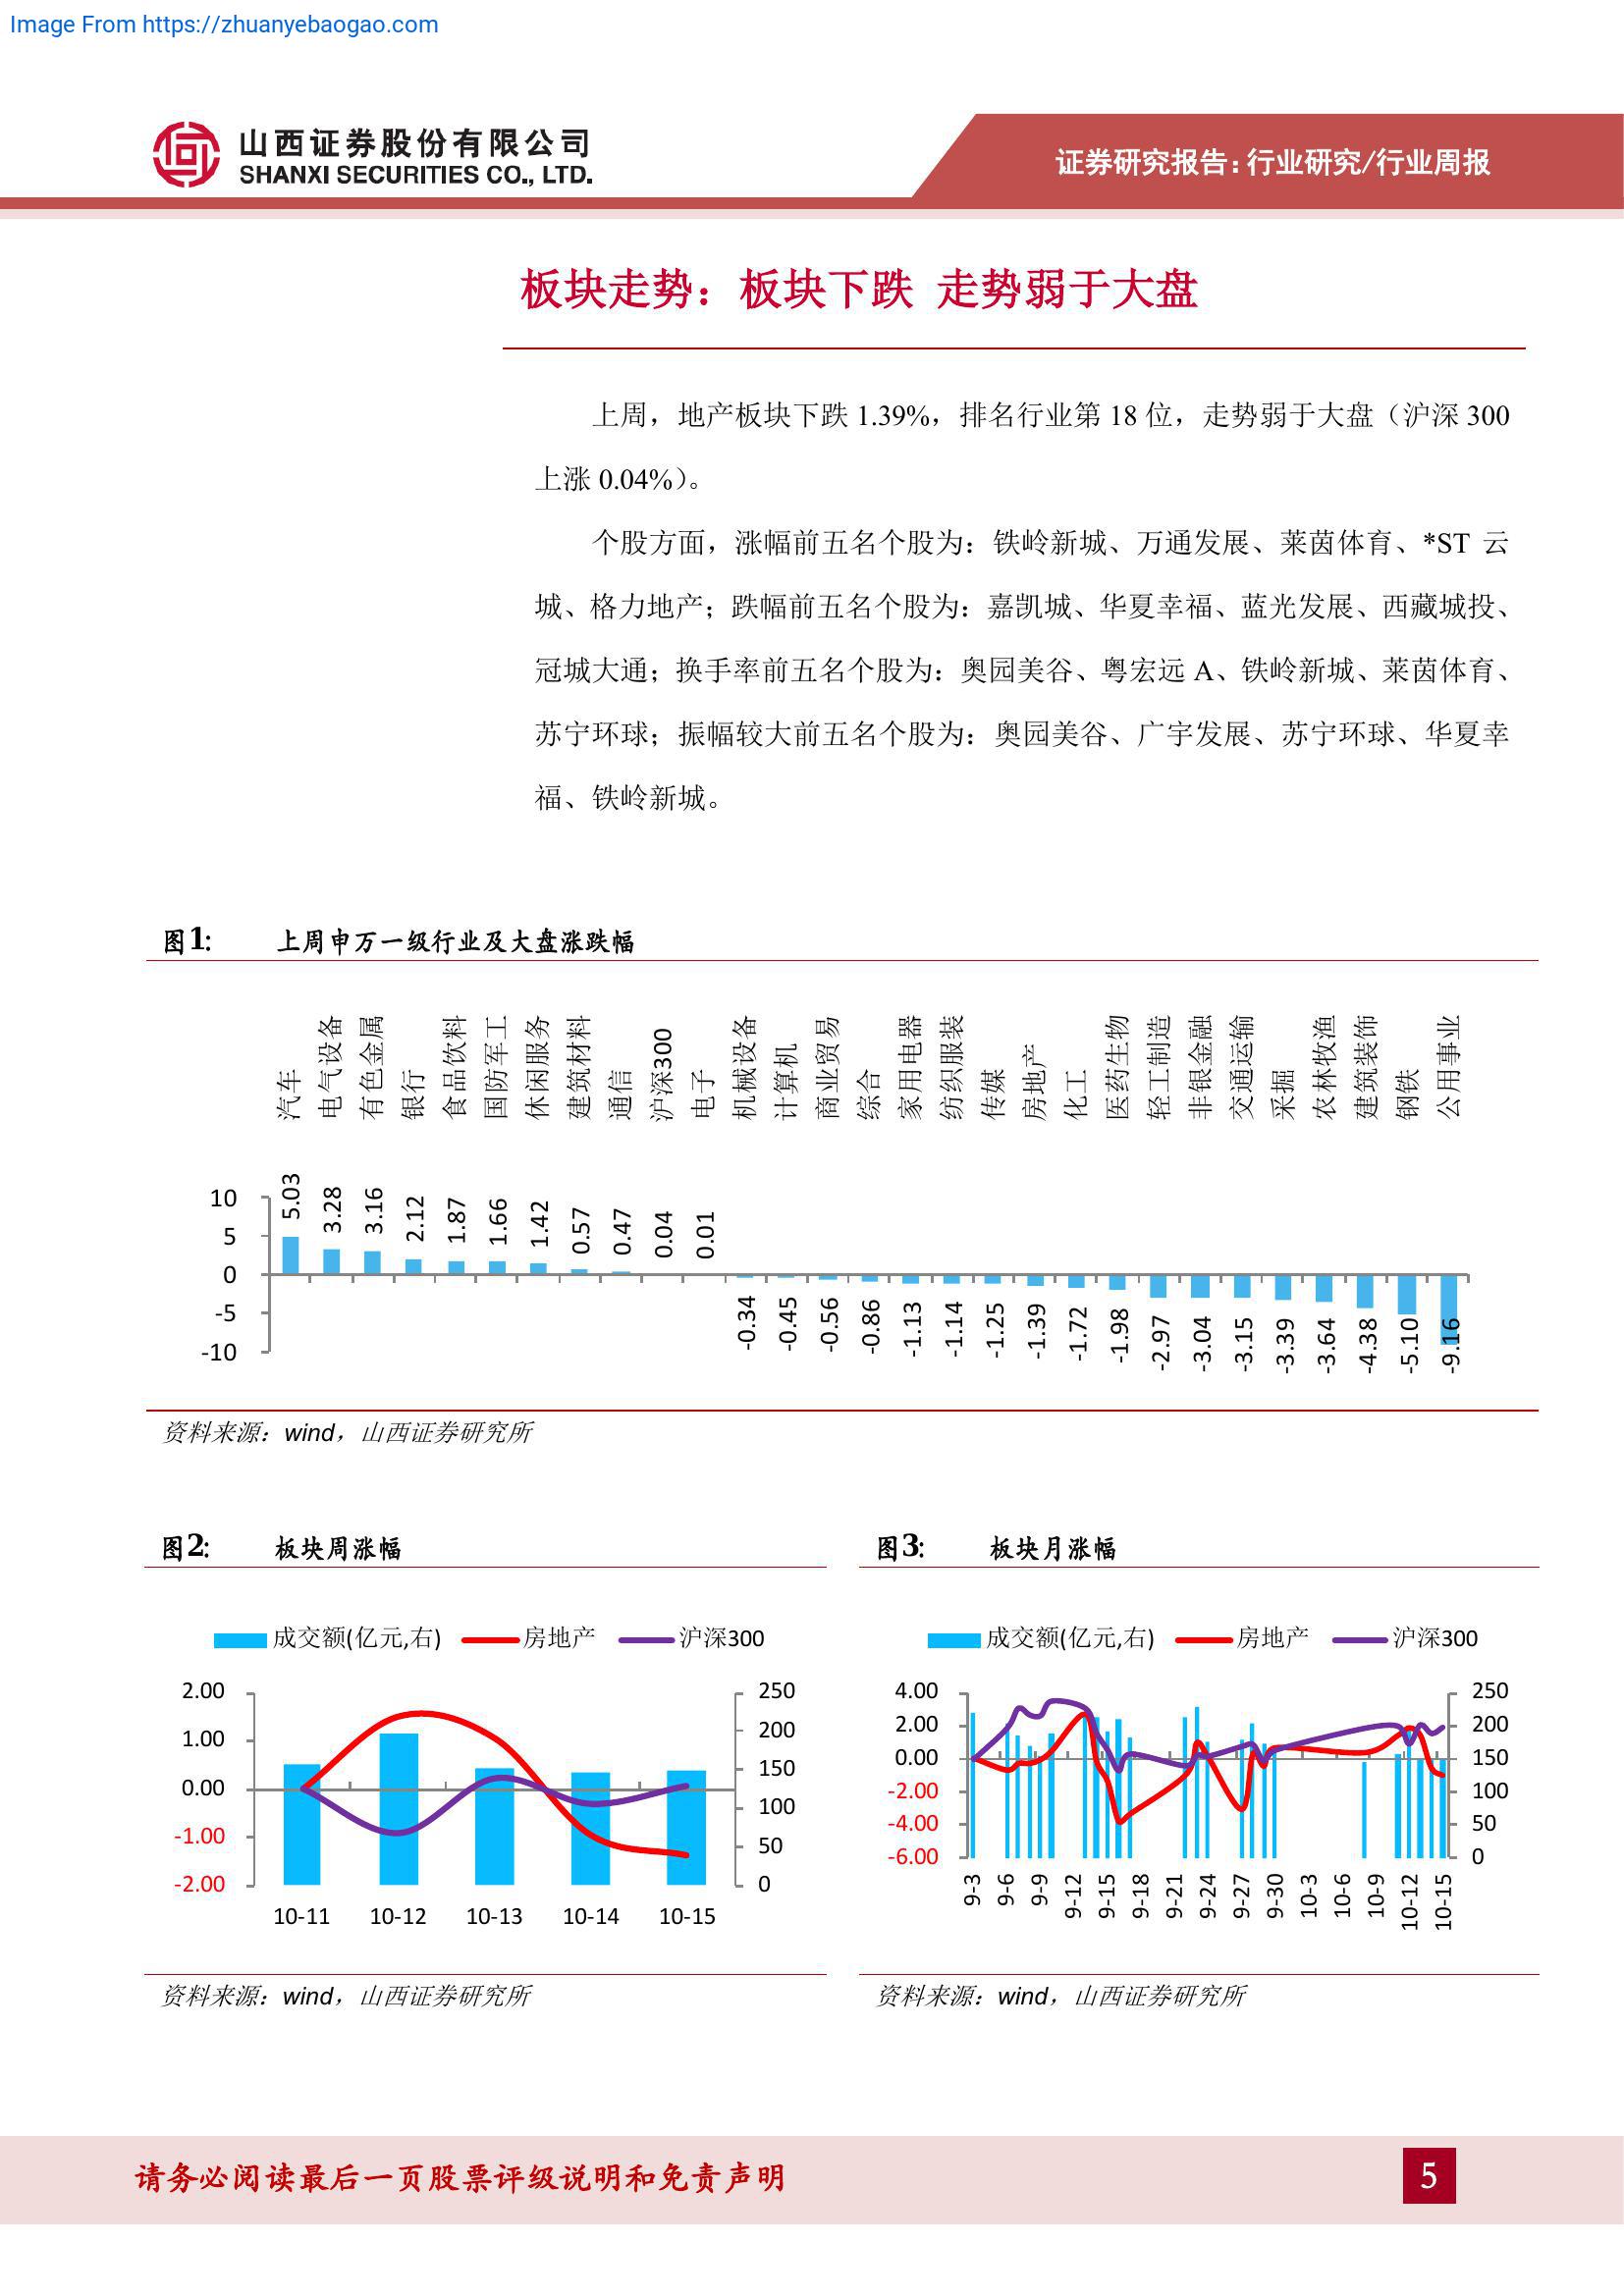 Image From https://zhuanyebaogao.com
山西证券股份有限公司
SHANXI SECURITIES CO., LTD.
证券研究报告:行业研究/行业周报
板块走势：板块下跌 走势弱于大盘
上周，地产板块下跌 1.39%，排名行业第 18 位，走势弱于大盘（沪深 300
上涨 0.04%）。
个股方面，涨幅前五名个股为：铁岭新城、万通发展、莱茵体育、*ST 云
城、格力地产；跌幅前五名个股为：嘉凯城、华夏幸福、蓝光发展、西藏城投、
冠城大通；换手率前五名个股为：奥园美谷、粤宏远 A、铁岭新城、莱茵体育、
苏宁环球；振幅较大前五名个股为：奥园美谷、广宇发展、苏宁环球、华夏幸
福、铁岭新城。
图1: 上周申万一级行业及大盘涨跌幅
汽车 电气设备 有色金属 银行 食品饮料 国防军工 休闲服务 建筑材料 通信 沪深300 电子 机械设备 计算机 商业贸易 综合 家用电器 纺织服装 传媒 房地产 化工 医药生物 轻工制造 非银金融 交通运输 采掘 农林牧渔 建筑装饰 钢铁 公用事业
10
5
0
-5
-10
5.03 3.28 3.16 2.12 1.87 1.66 1.42 0.57 0.47 0.04 0.01
-0.34 -0.45 -0.56 -0.86 -1.13 -1.14 -1.25 -1.39 -1.72 -1.98 -2.97 -3.04 -3.15 -3.39 -3.64 -4.38 -5.10 -9.16
资料来源：wind，山西证券研究所
图2: 板块周涨幅
成交额(亿元,右) 房地产 沪深300
2.00
1.00
0.00
-1.00
-2.00
250
200
150
100
50
0
10-11 10-12 10-13 10-14 10-15
资料来源：wind，山西证券研究所
图3: 板块月涨幅
成交额(亿元,右) 房地产 沪深300
4.00
2.00
0.00
-2.00
-4.00
-6.00
250
200
150
100
50
0
9-3 9-6 9-9 9-12 9-15 9-18 9-21 9-24 9-27 9-30 10-3 10-6 10-9 10-12 10-15
资料来源：wind，山西证券研究所
请务必阅读最后一页股票评级说明和免责声明
5